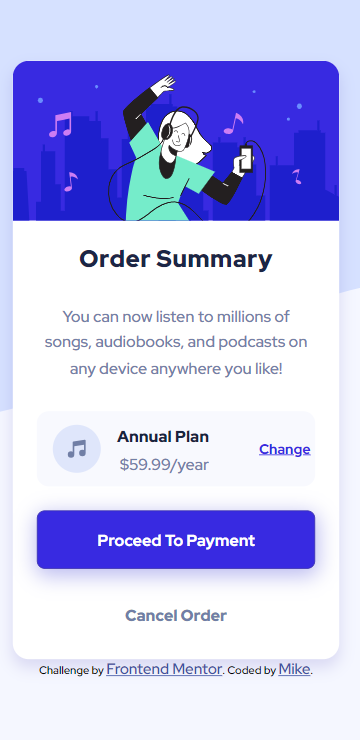 Order Summary
You can now listen to millions of
songs, audiobooks, and podcasts on
any device anywhere you like!
Annual Plan
$59.99/year
Change
Proceed To Payment
Cancel Order
Challenge by Frontend Mentor. Coded by Mike.